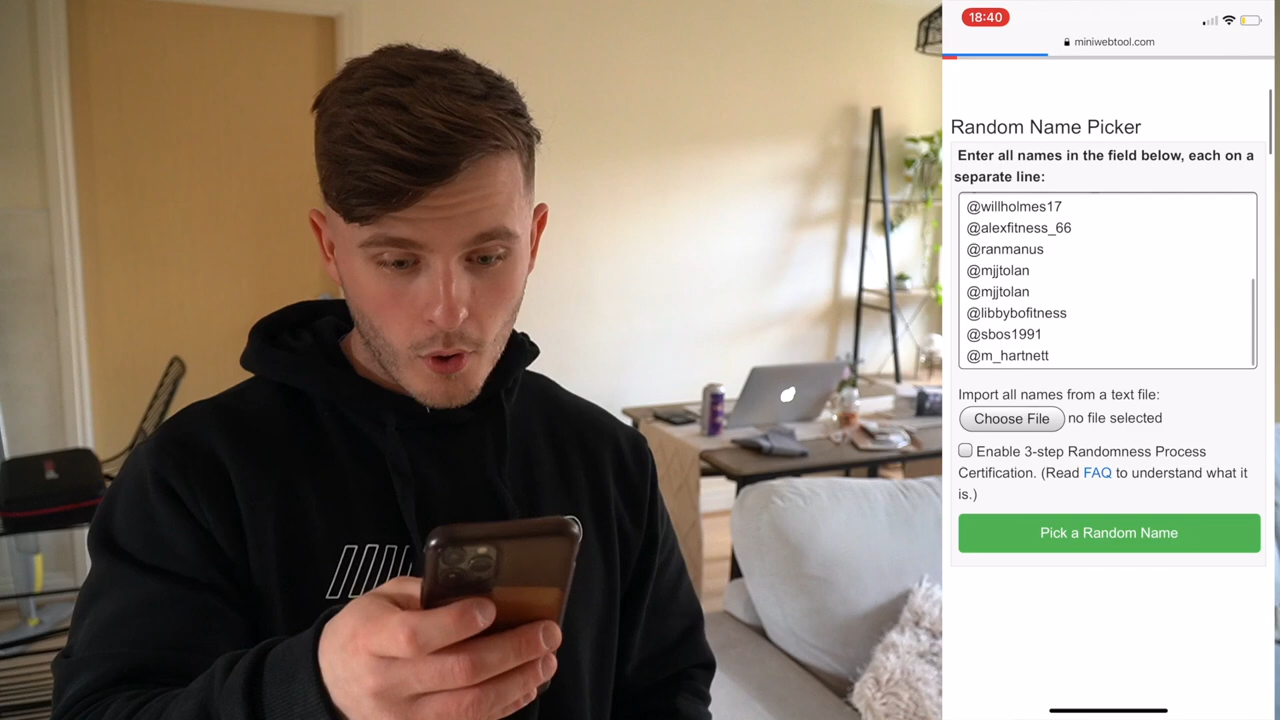 18:40
miniwebtool.com
Random Name Picker
Enter all names in the field below, each on a
separate line:
@willholmes17
@alexfitness_66
@ranmanus
@mjjtolan
@mjjtolan
@libbybofitness
@sbos1991
@m_hartnett
Import all names from a text file:
Choose File no file selected
Enable 3-step Randomness Process
Certification. (Read FAQ to understand what it
is.)
Pick a Random Name